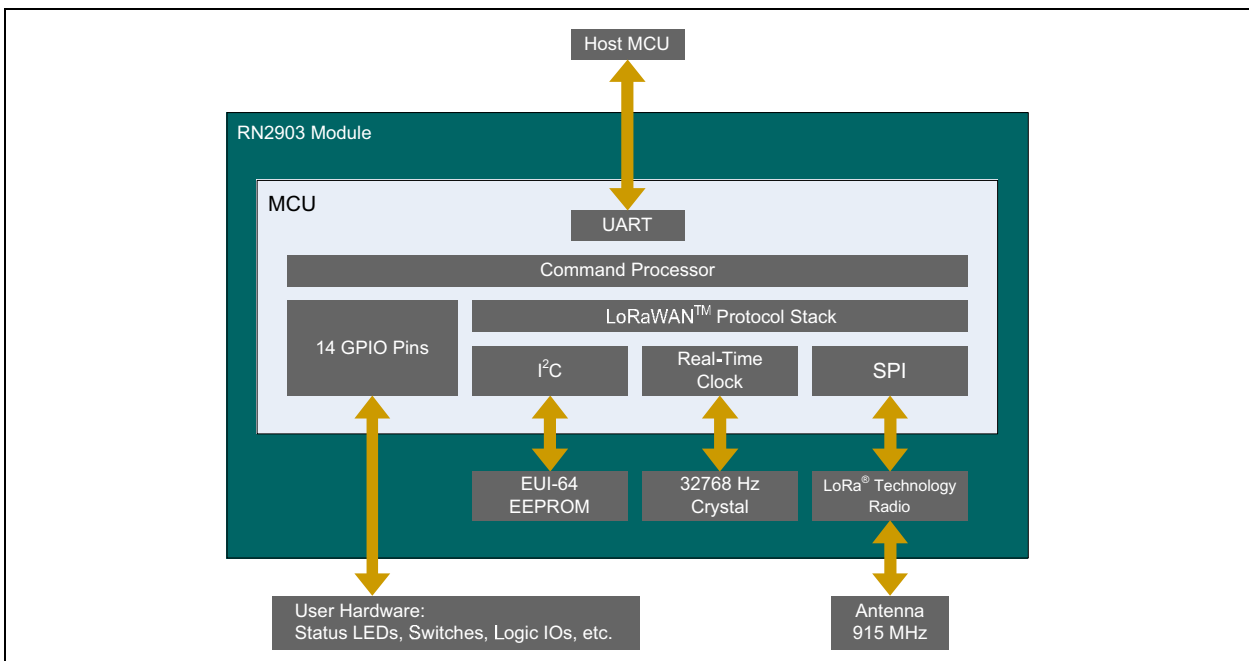 Host MCU
RN2903 Module
MCU
UART
Command Processor
14 GPIO Pins
LoRaWAN™ Protocol Stack
I²C
Real-Time
Clock
SPI
EUI-64
EEPROM
32768 Hz
Crystal
LoRa® Technology
Radio
User Hardware:
Status LEDs, Switches, Logic IOs, etc.
Antenna
915 MHz